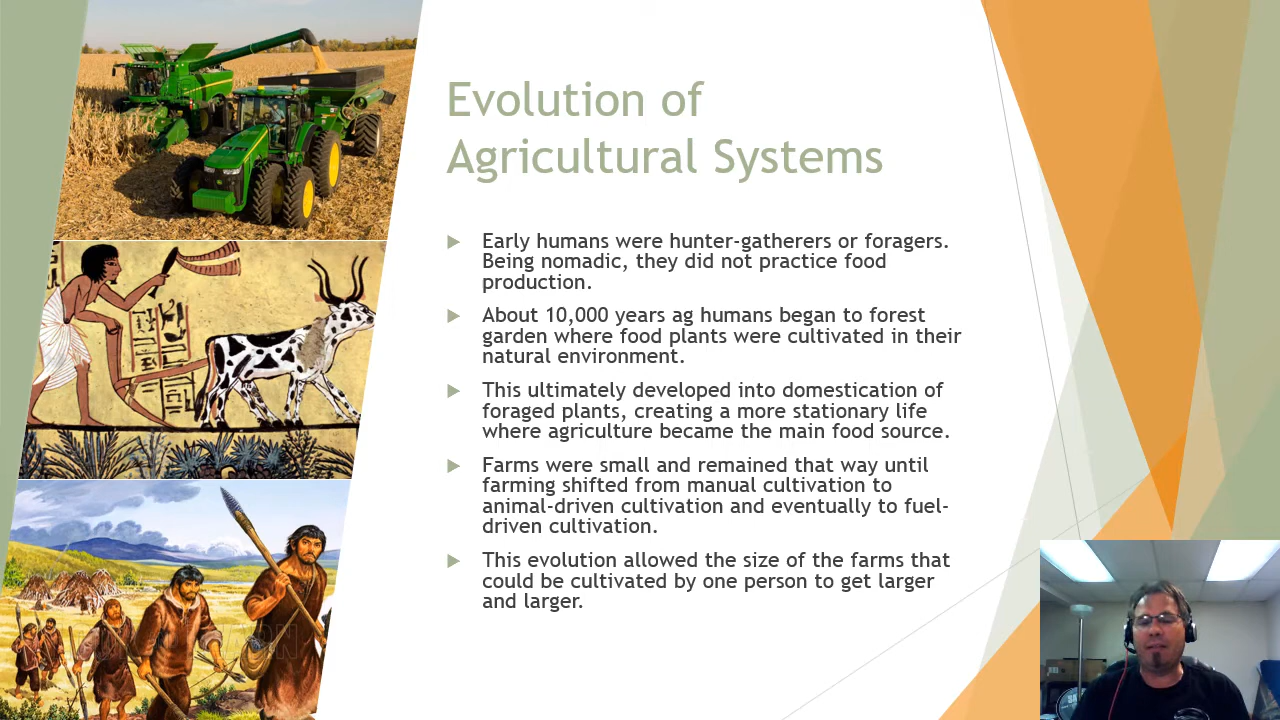 Evolution of
Agricultural Systems
Early humans were hunter-gatherers or foragers.
Being nomadic, they did not practice food
production.
About 10,000 years ag humans began to forest
garden where food plants were cultivated in their
natural environment.
This ultimately developed into domestication of
foraged plants, creating a more stationary life
where agriculture became the main food source.
Farms were small and remained that way until
farming shifted from manual cultivation to
animal-driven cultivation and eventually to fuel-
driven cultivation.
This evolution allowed the size of the farms that
could be cultivated by one person to get larger
and larger.